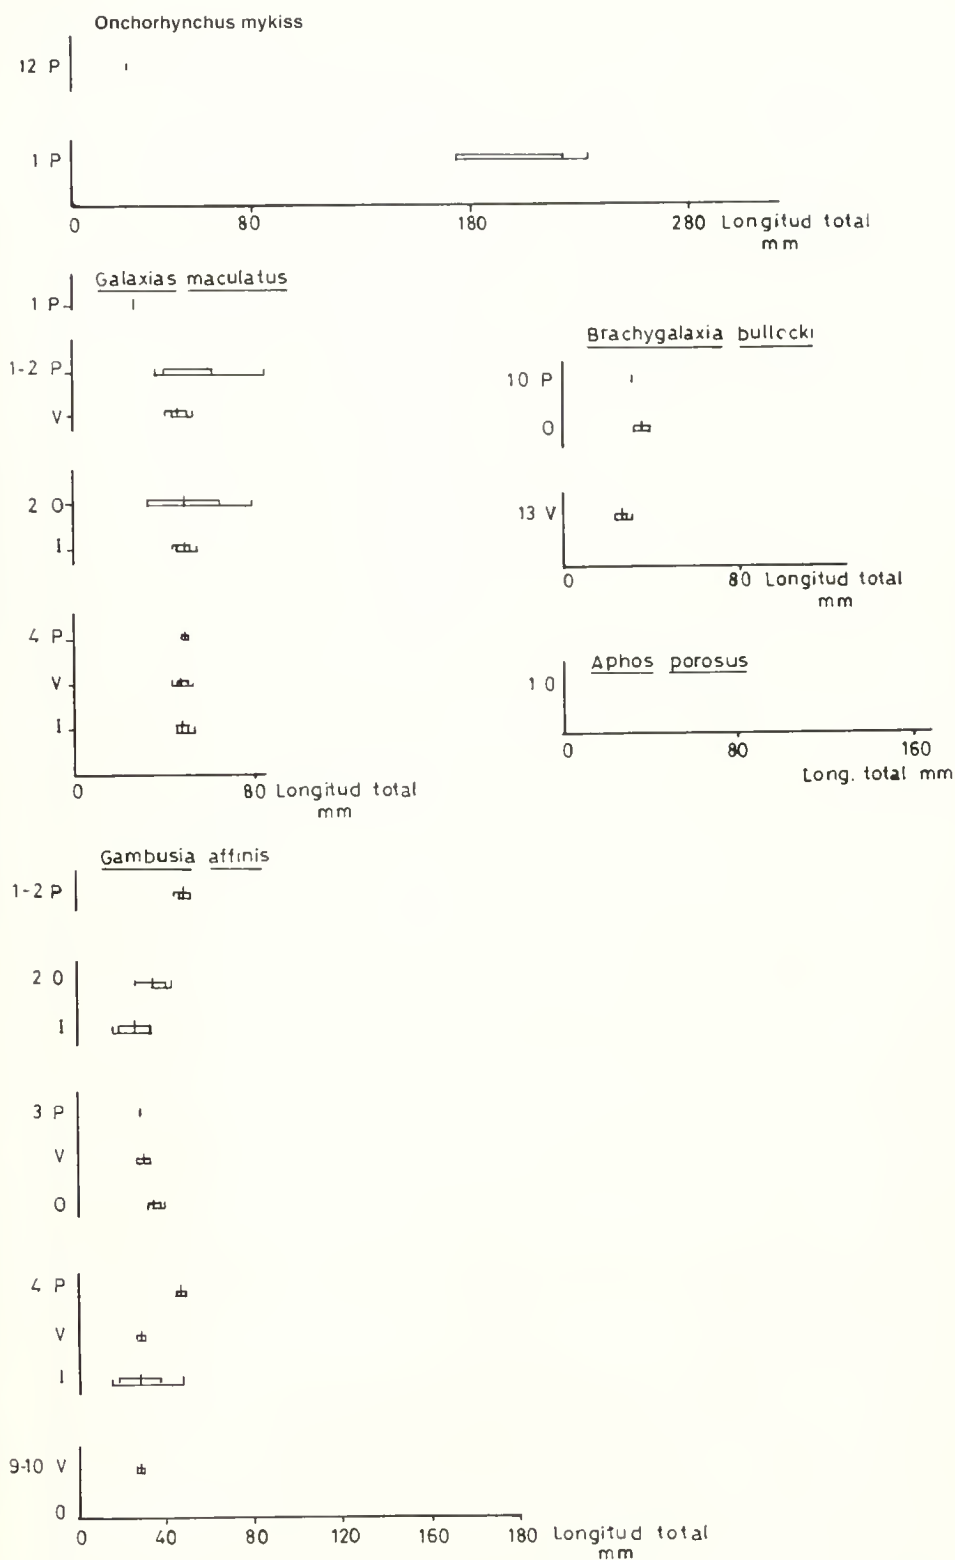 Onchorhynchus mykiss
12 P
1 P
0 80 180 280 Longitud total
mm
Galaxias maculatus
1 P
1-2 P
V
2 O
I
4 P
V
I
0 80 Longitud total
mm
Brachygalaxia bullocki
10 P
O
13 V
0 80 Longitud total
mm
Aphos porosus
1 O
0 80 160
Long. total mm
Gambusia affinis
1-2 P
2 O
I
3 P
V
O
4 P
V
I
9-10 V
O
0 40 80 120 160 180 Longitud total
mm